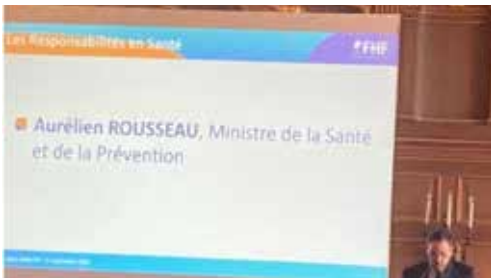 Les Responsabilités en Santé
FHF
Aurélien ROUSSEAU, Ministre de la Santé
et de la Prévention